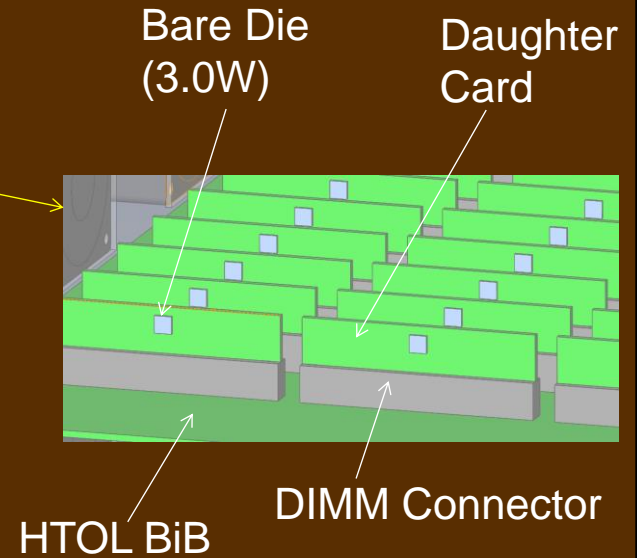 Bare Die
(3.0W)
Daughter
Card
DIMM Connector
HTOL BiB